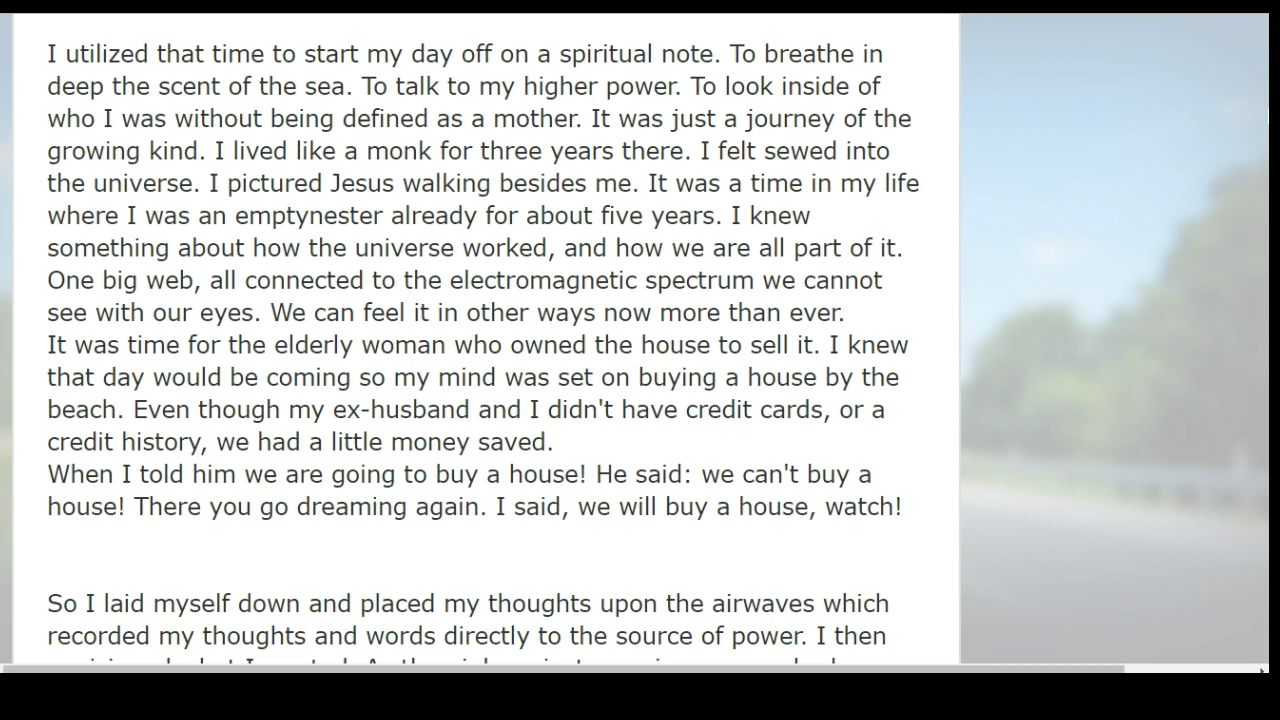 I utilized that time to start my day off on a spiritual note. To breathe in
deep the scent of the sea. To talk to my higher power. To look inside of
who I was without being defined as a mother. It was just a journey of the
growing kind. I lived like a monk for three years there. I felt sewed into
the universe. I pictured Jesus walking besides me. It was a time in my life
where I was an emptynester already for about five years. I knew
something about how the universe worked, and how we are all part of it.
One big web, all connected to the electromagnetic spectrum we cannot
see with our eyes. We can feel it in other ways now more than ever.
It was time for the elderly woman who owned the house to sell it. I knew
that day would be coming so my mind was set on buying a house by the
beach. Even though my ex-husband and I didn't have credit cards, or a
credit history, we had a little money saved.
When I told him we are going to buy a house! He said: we can't buy a
house! There you go dreaming again. I said, we will buy a house, watch!
So I laid myself down and placed my thoughts upon the airwaves which
recorded my thoughts and words directly to the source of power. I then